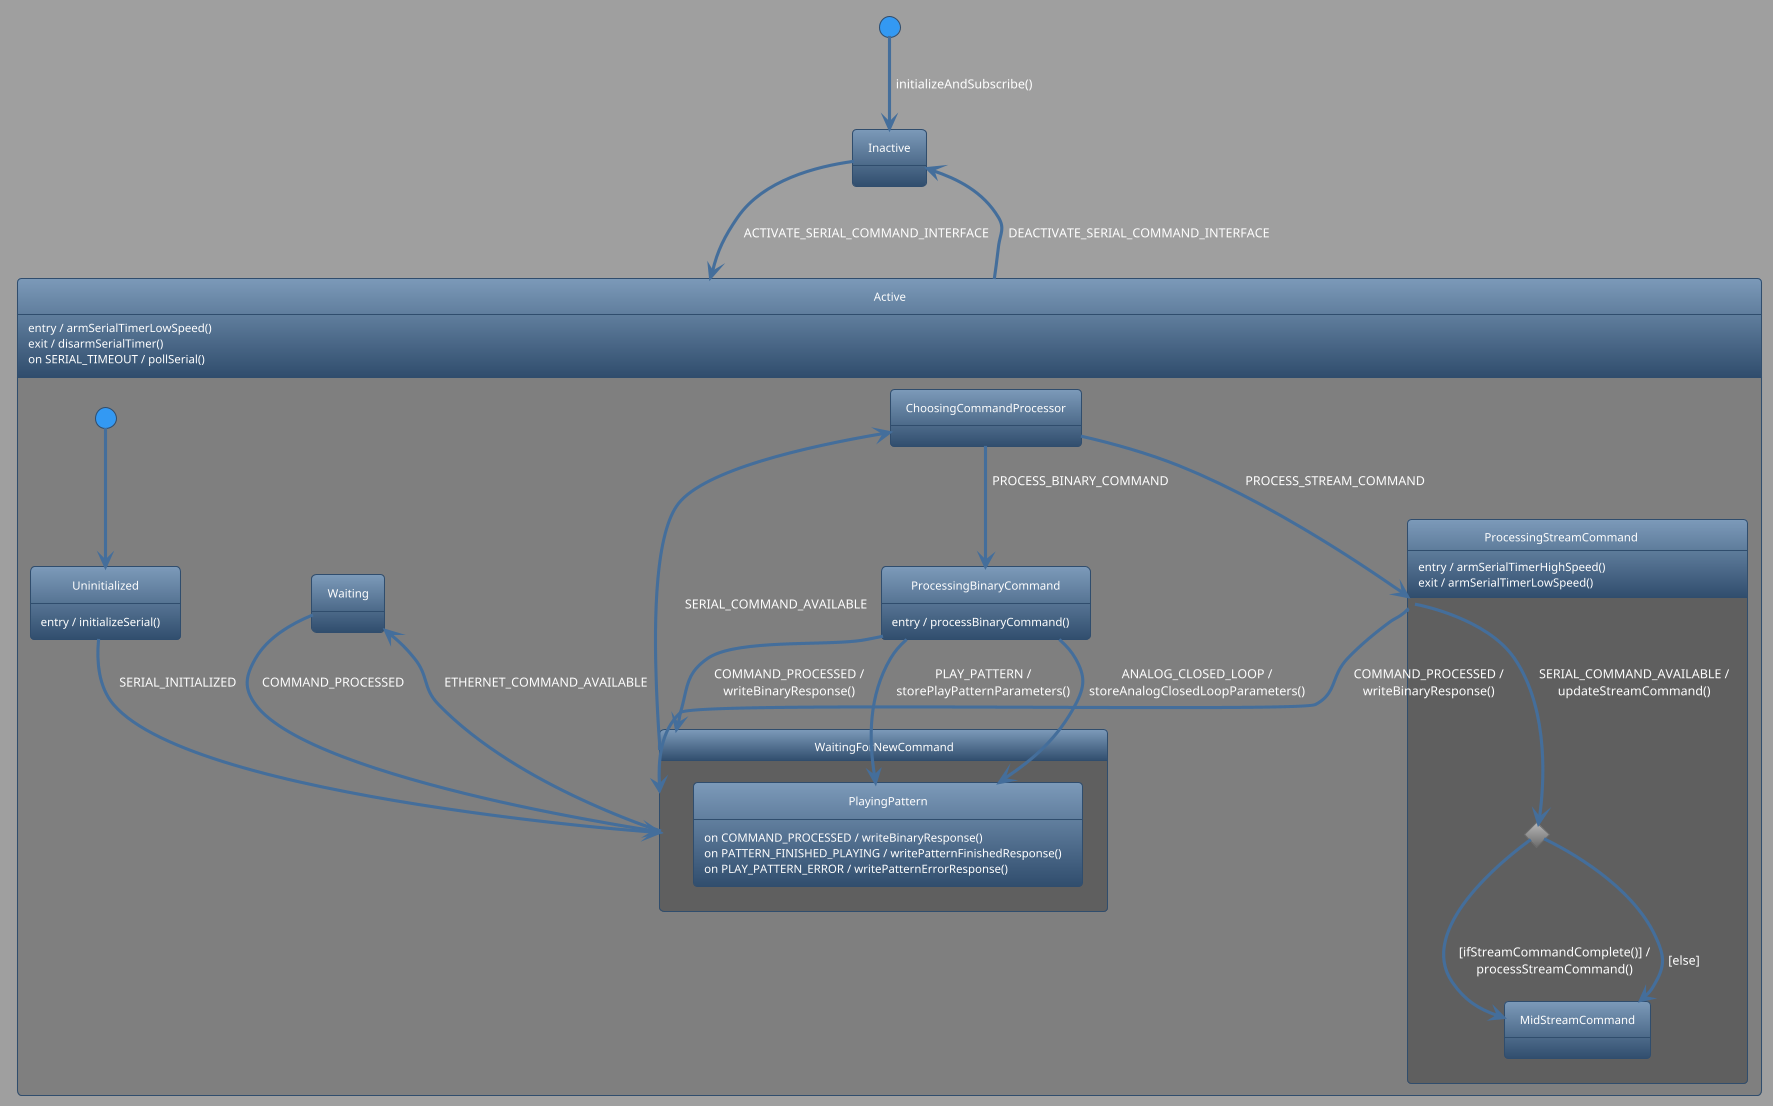 initializeAndSubscribe()
Inactive
ACTIVATE_SERIAL_COMMAND_INTERFACE
DEACTIVATE_SERIAL_COMMAND_INTERFACE
Active
entry / armSerialTimerLowSpeed()
exit / disarmSerialTimer()
on SERIAL_TIMEOUT / pollSerial()
ChoosingCommandProcessor
PROCESS_BINARY_COMMAND
PROCESS_STREAM_COMMAND
ProcessingStreamCommand
entry / armSerialTimerHighSpeed()
exit / armSerialTimerLowSpeed()
Uninitialized
entry / initializeSerial()
Waiting
SERIAL_COMMAND_AVAILABLE
ProcessingBinaryCommand
entry / processBinaryCommand()
SERIAL_INITIALIZED
COMMAND_PROCESSED
ETHERNET_COMMAND_AVAILABLE
COMMAND_PROCESSED /
writeBinaryResponse()
PLAY_PATTERN /
storePlayPatternParameters()
ANALOG_CLOSED_LOOP /
storeAnalogClosedLoopParameters()
COMMAND_PROCESSED /
writeBinaryResponse()
SERIAL_COMMAND_AVAILABLE /
updateStreamCommand()
WaitingForNewCommand
PlayingPattern
on COMMAND_PROCESSED / writeBinaryResponse()
on PATTERN_FINISHED_PLAYING / writePatternFinishedResponse()
on PLAY_PATTERN_ERROR / writePatternErrorResponse()
[ifStreamCommandComplete()] /
processStreamCommand()
[else]
MidStreamCommand